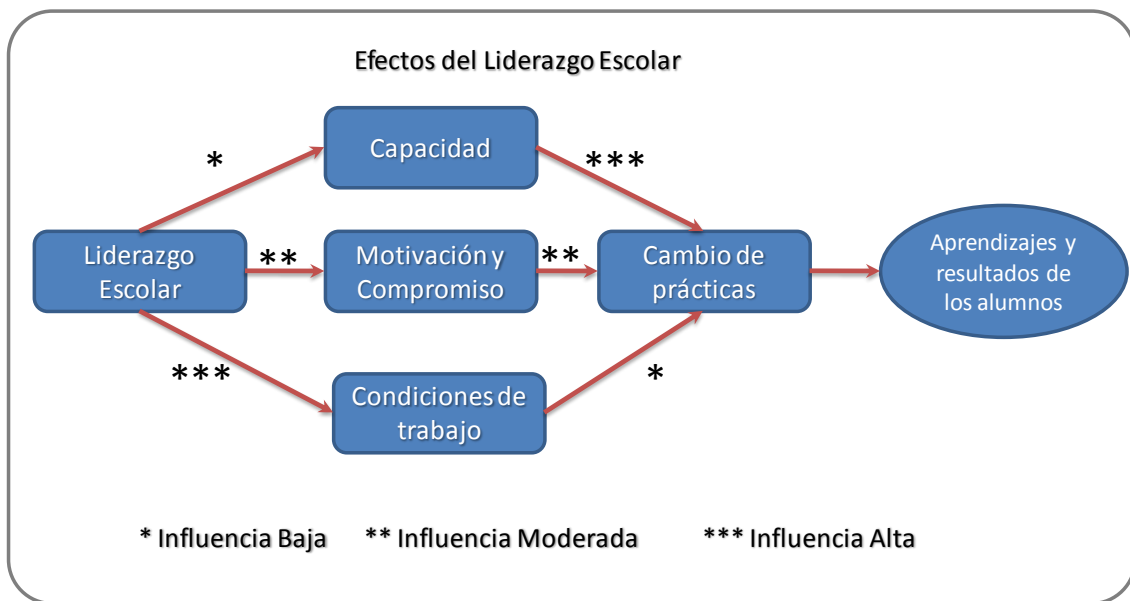 Efectos del Liderazgo Escolar
Capacidad
*
***
Liderazgo
Escolar
**
Motivación y
Compromiso
**
Cambio de
prácticas
Aprendizajes y
resultados de
los alumnos
***
Condiciones de
trabajo
*
* Influencia Baja ** Influencia Moderada *** Influencia Alta